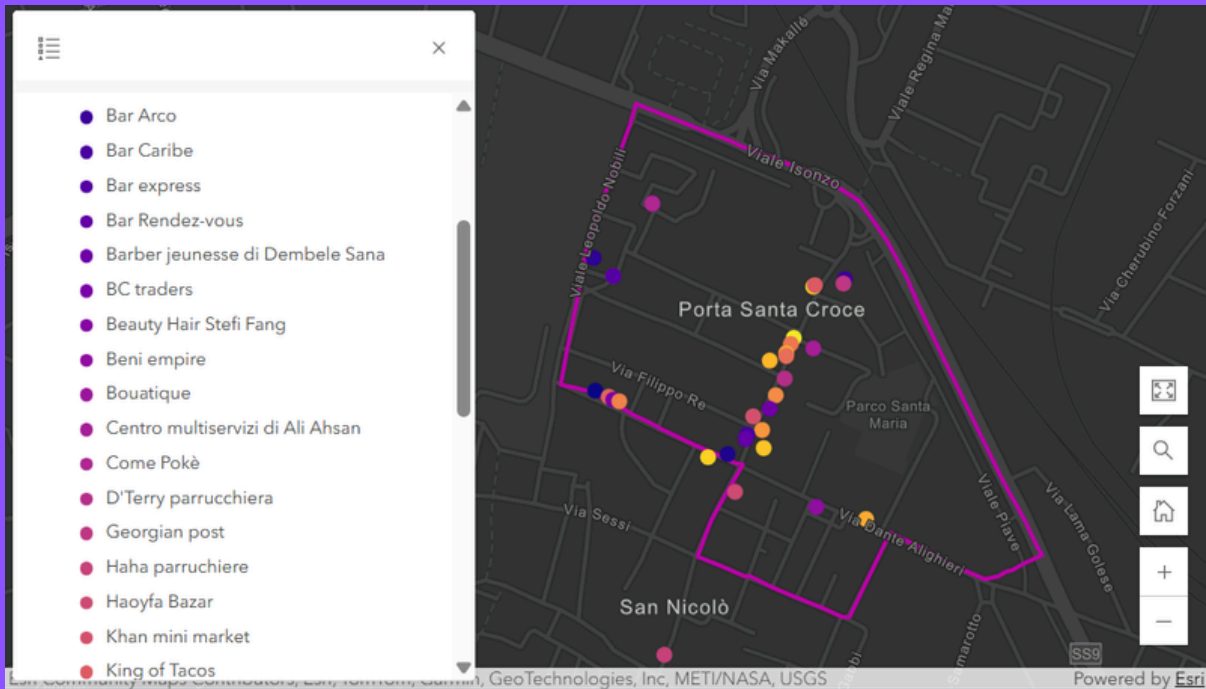 Bar Arco
Bar Caribe
Bar express
Bar Rendez-vous
Barber jeunesse di Dembele Sana
BC traders
Beauty Hair Stefi Fang
Beni empire
Bouatique
Centro multiservizi di Ali Ahsan
Come Pokè
D'Terry parrucchiera
Georgian post
Haha parruchiere
Haoyfa Bazar
Khan mini market
King of Tacos
Via Makallé
Viale Regina
Viale Isonzo
Viale Leopoldo Nobili
Via Cherubino Forzani
Porta Santa Croce
Via Filippo Re
Parco Santa
Maria
Via Sessi
Via Dante Alighieri
Viale Piave
Via Lama Golese
San Nicolò
SS9
Esri Community Maps Contributors, Esri, TomTom, Garmin, GeoTechnologies, Inc, METI/NASA, USGS
Powered by Esri